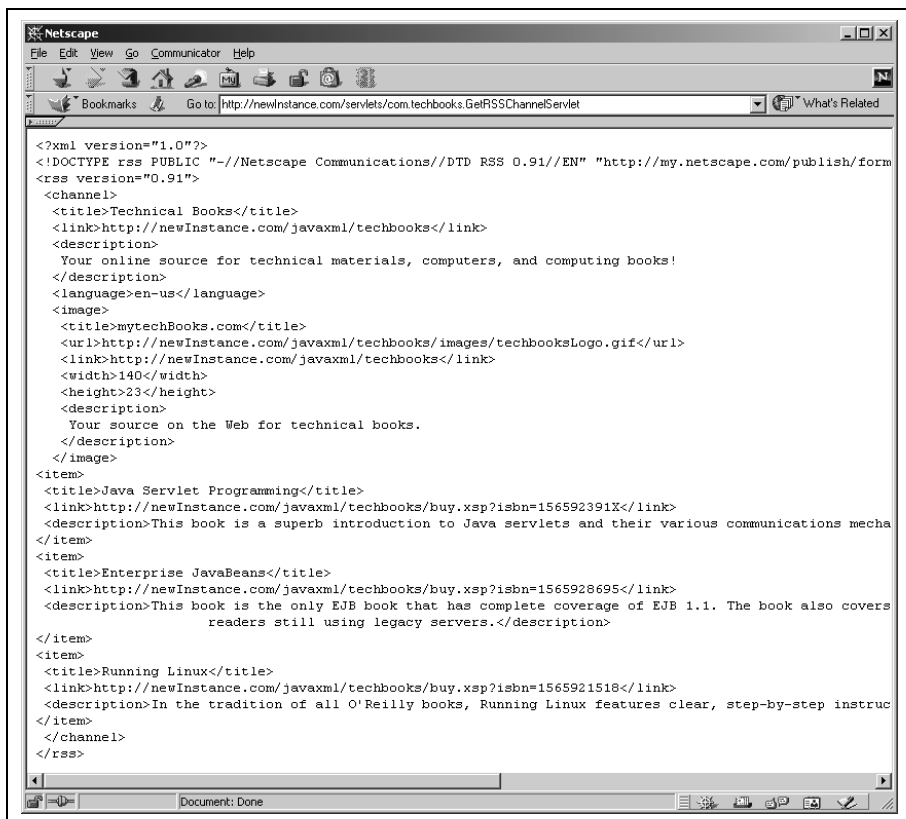 Netscape
File Edit View Go Communicator Help
My N
Bookmarks Go to: http://newInstance.com/servlets/com.techbooks.GetRSSChannelServlet What's Related
<?xml version="1.0"?>
<!DOCTYPE rss PUBLIC "-//Netscape Communications//DTD RSS 0.91//EN" "http://my.netscape.com/publish/form
<rss version="0.91">
<channel>
<title>Technical Books</title>
<link>http://newInstance.com/javaxml/techbooks</link>
<description>
Your online source for technical materials, computers, and computing books!
</description>
<language>en-us</language>
<image>
<title>mytechBooks.com</title>
<url>http://newInstance.com/javaxml/techbooks/images/techbooksLogo.gif</url>
<link>http://newInstance.com/javaxml/techbooks</link>
<width>140</width>
<height>23</height>
<description>
Your source on the Web for technical books.
</description>
</image>
<item>
<title>Java Servlet Programming</title>
<link>http://newInstance.com/javaxml/techbooks/buy.xsp?isbn=156592391X</link>
<description>This book is a superb introduction to Java servlets and their various communications mecha
</item>
<item>
<title>Enterprise JavaBeans</title>
<link>http://newInstance.com/javaxml/techbooks/buy.xsp?isbn=1565928695</link>
<description>This book is the only EJB book that has complete coverage of EJB 1.1. The book also covers
readers still using legacy servers.</description>
</item>
<item>
<title>Running Linux</title>
<link>http://newInstance.com/javaxml/techbooks/buy.xsp?isbn=1565921518</link>
<description>In the tradition of all O'Reilly books, Running Linux features clear, step-by-step instruc
</item>
</channel>
</rss>
Document: Done